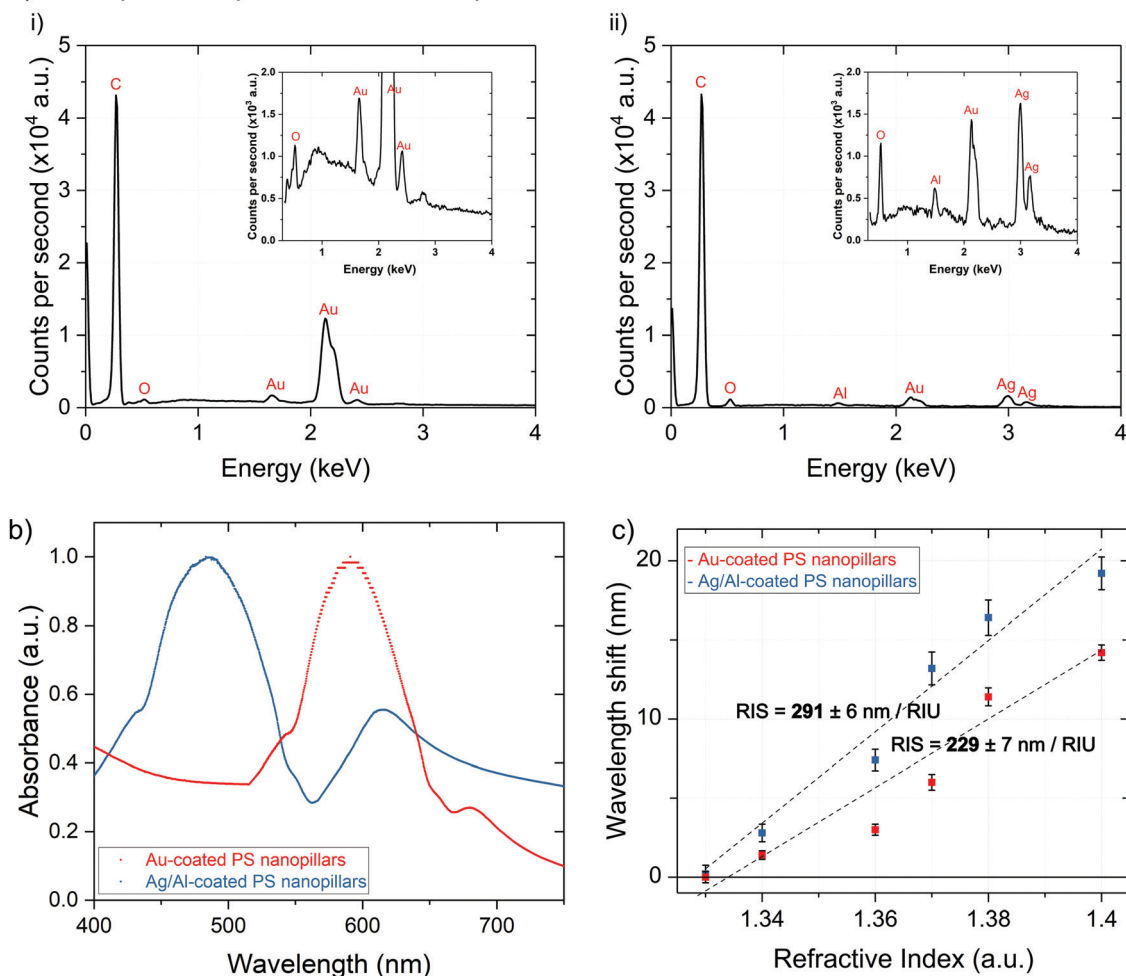 i)
5
4
3
2
1
0
Counts per second (x10⁴ a.u.)
C
O
Au
Au
Au
0
1
2
3
4
Energy (keV)
2.0
1.5
1.0
0.5
0.0
Counts per second (x10³ a.u.)
O
Au
Au
Au
1
2
3
4
Energy (keV)
ii)
5
4
3
2
1
0
Counts per second (x10⁴ a.u.)
C
O
Al
Au
Ag
Ag
0
1
2
3
4
Energy (keV)
2.0
1.5
1.0
0.5
0.0
Counts per second (x10³ a.u.)
O
Al
Au
Ag
Ag
1
2
3
4
Energy (keV)
b)
1.0
0.8
0.6
0.4
0.2
0.0
Absorbance (a.u.)
Au-coated PS nanopillars
Ag/Al-coated PS nanopillars
400
500
600
700
Wavelength (nm)
c)
20
10
0
Wavelength shift (nm)
- Au-coated PS nanopillars
- Ag/Al-coated PS nanopillars
RIS = 291 ± 6 nm / RIU
RIS = 229 ± 7 nm / RIU
1.34
1.36
1.38
1.4
Refractive Index (a.u.)